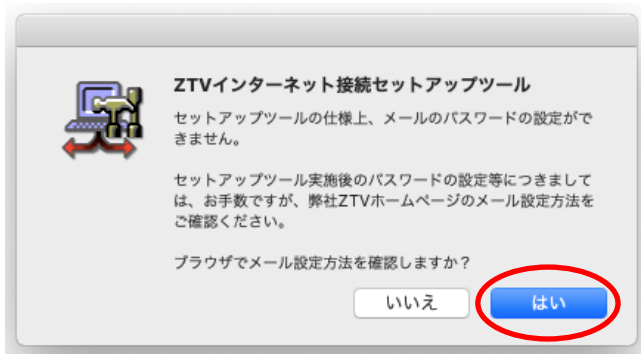 ZTVインターネット接続セットアップツール
セットアップツールの仕様上、メールのパスワードの設定がで
きません。
セットアップツール実施後のパスワードの設定等につきまして
は、お手数ですが、弊社ZTVホームページのメール設定方法を
ご確認ください。
ブラウザでメール設定方法を確認しますか？
いいえ
はい